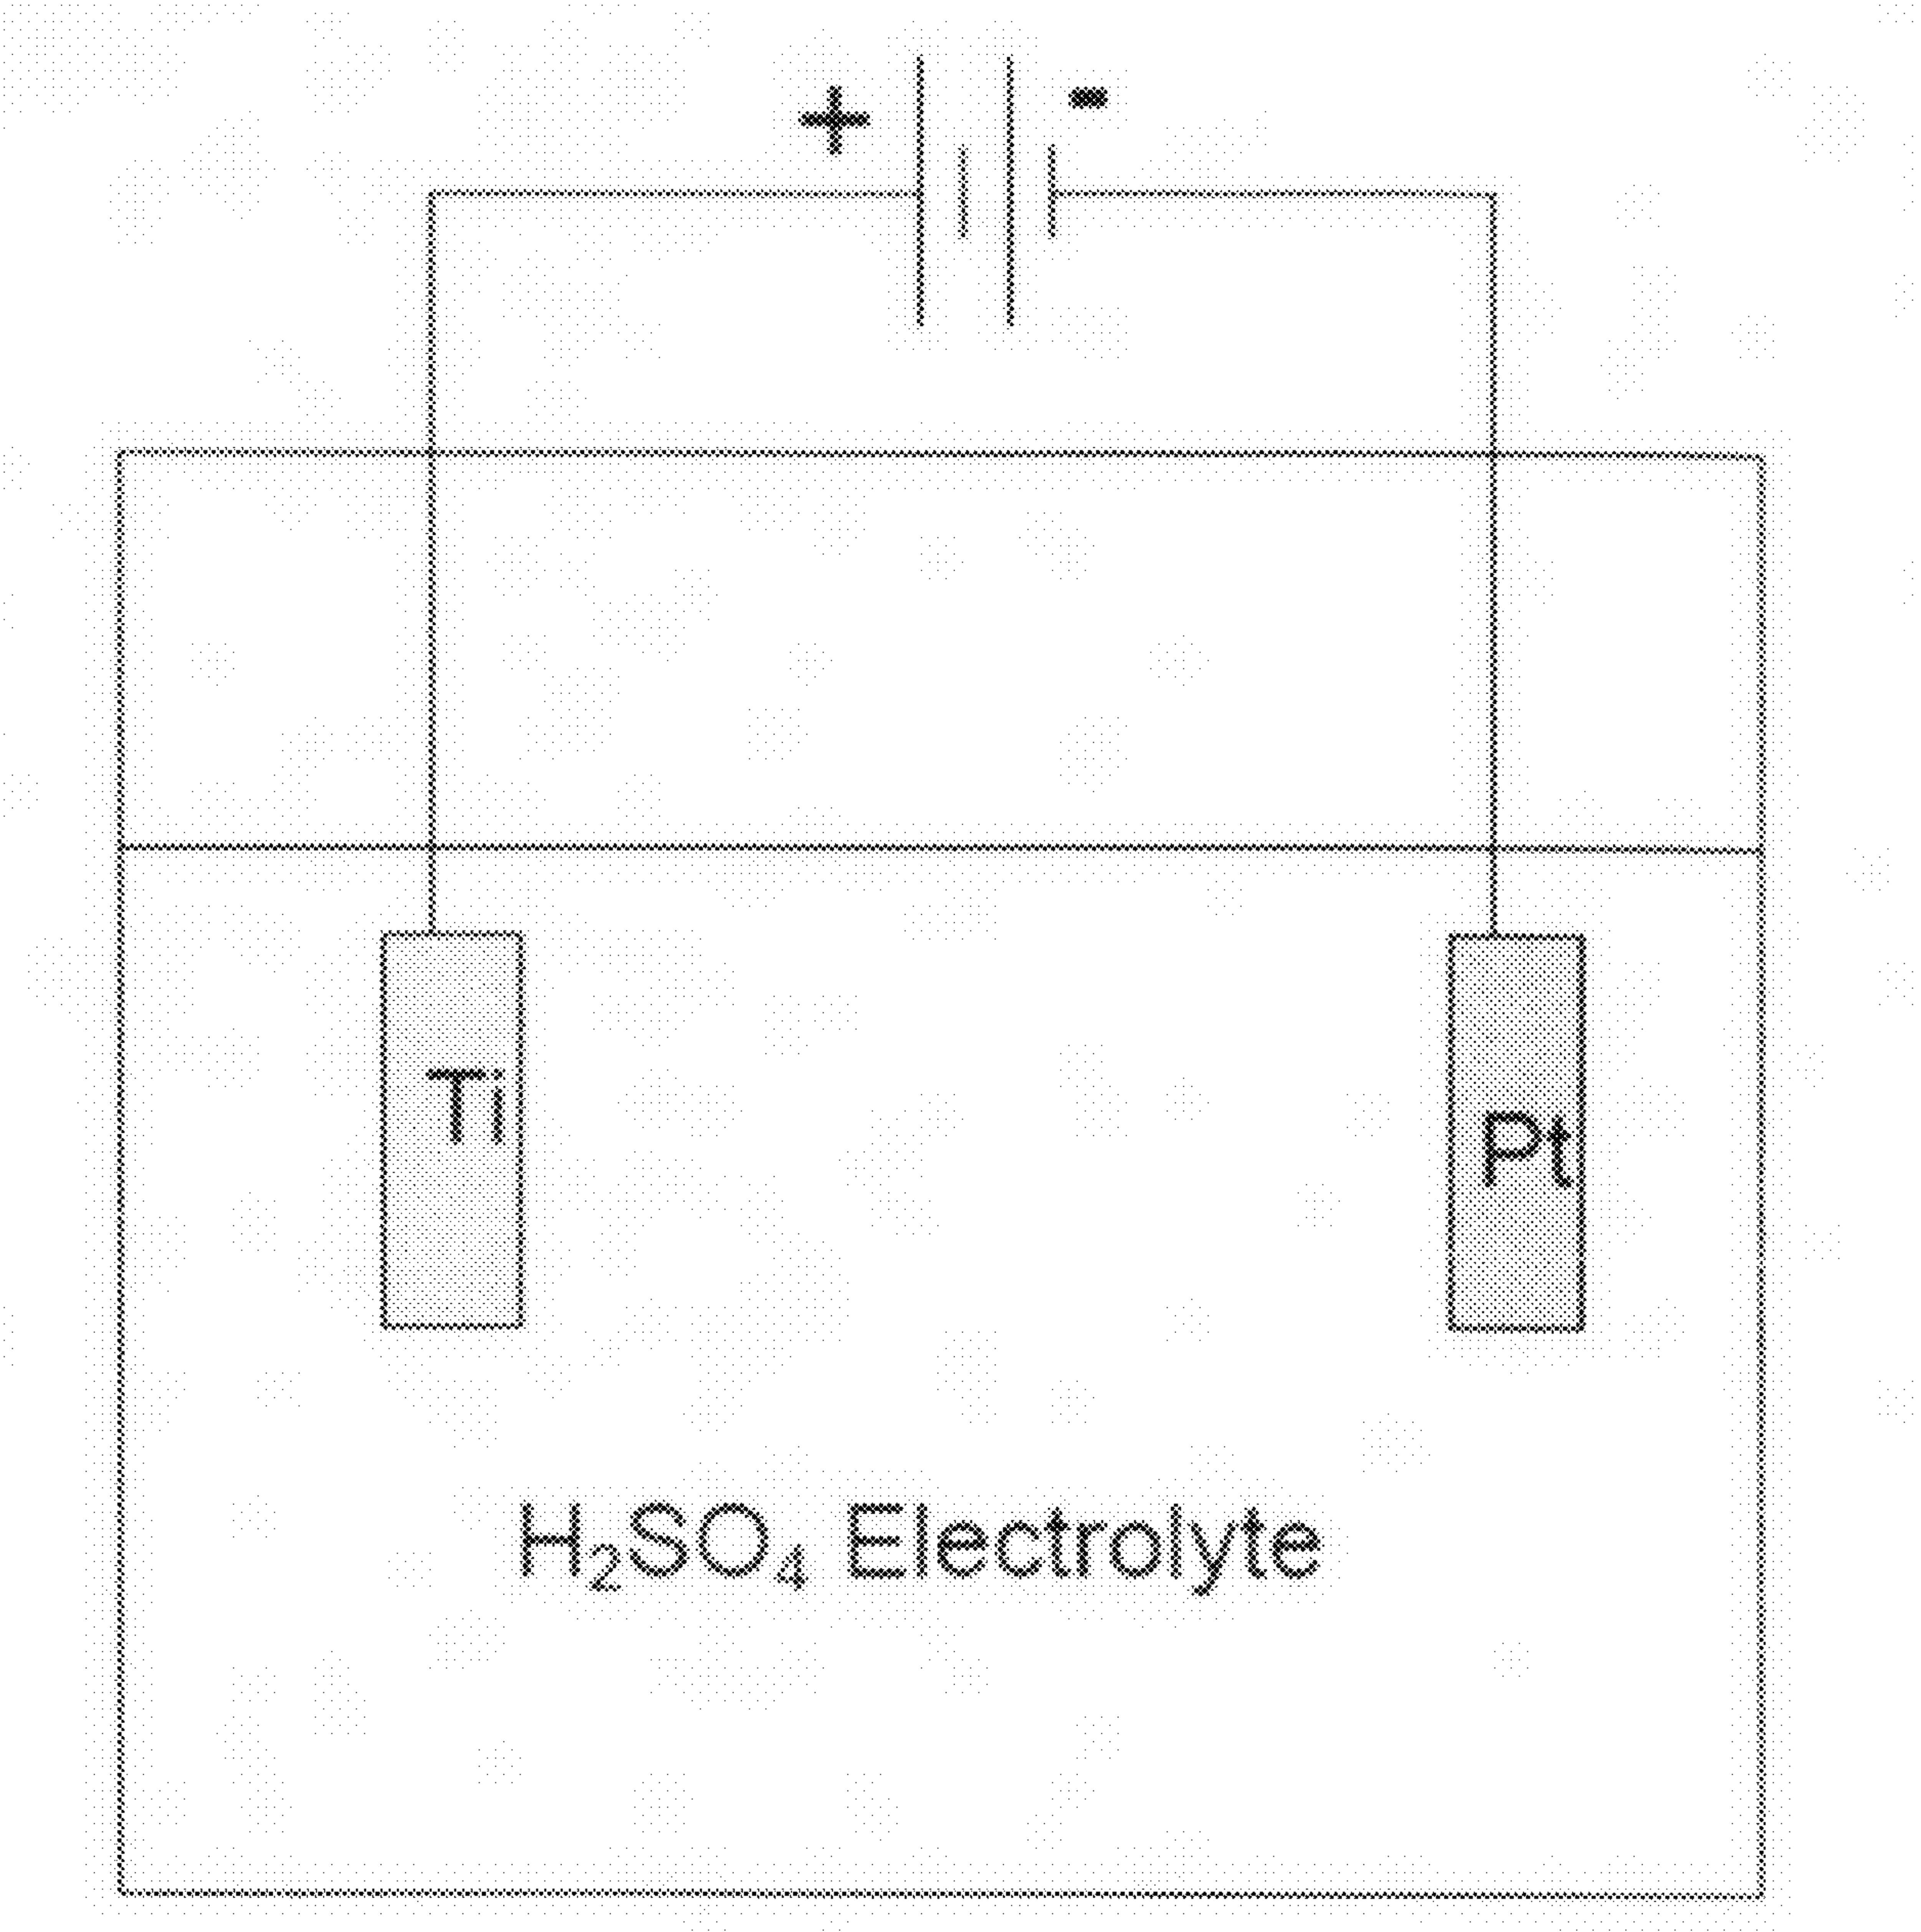 + -
Ti
Pt
H₂SO₄ Electrolyte